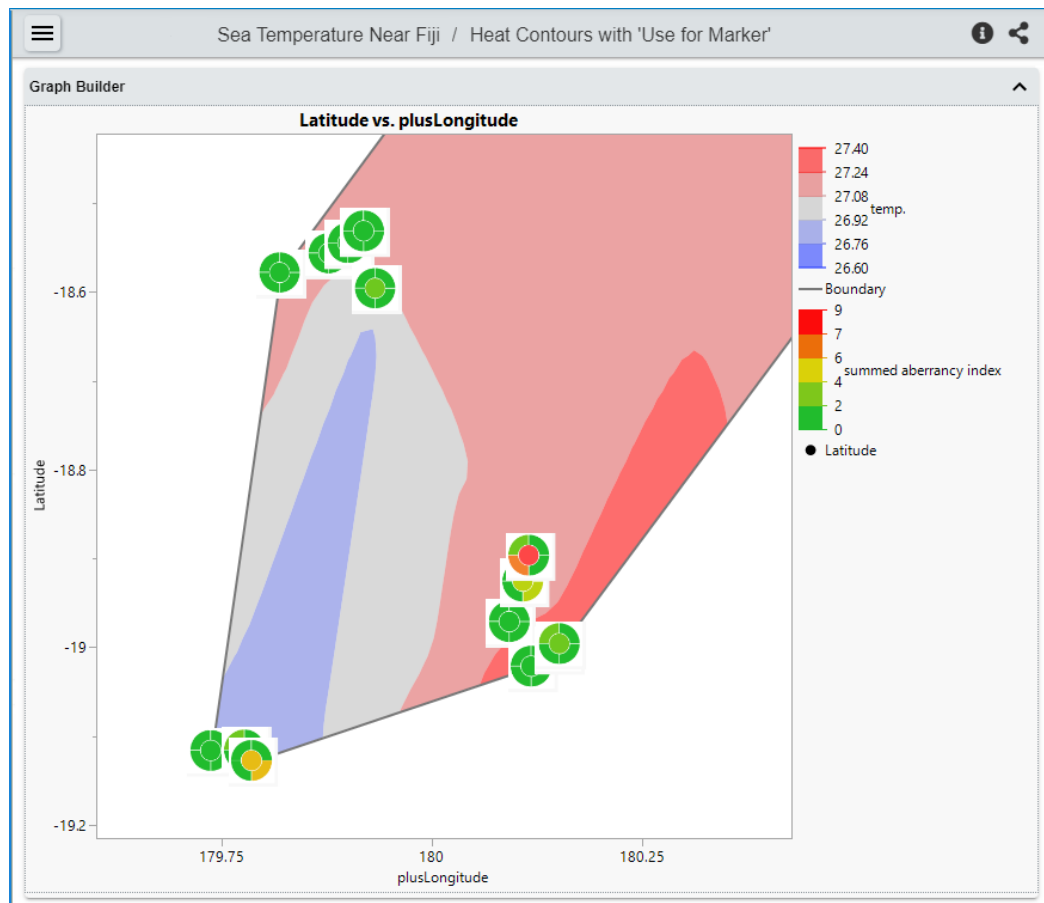 Sea Temperature Near Fiji / Heat Contours with 'Use for Marker'
Graph Builder
Latitude vs. plusLongitude
27.40
27.24
27.08
temp.
26.92
26.76
26.60
Boundary
9
7
6
summed aberrancy index
4
2
0
Latitude
Latitude
-18.6
-18.8
-19
-19.2
179.75
180
180.25
plusLongitude